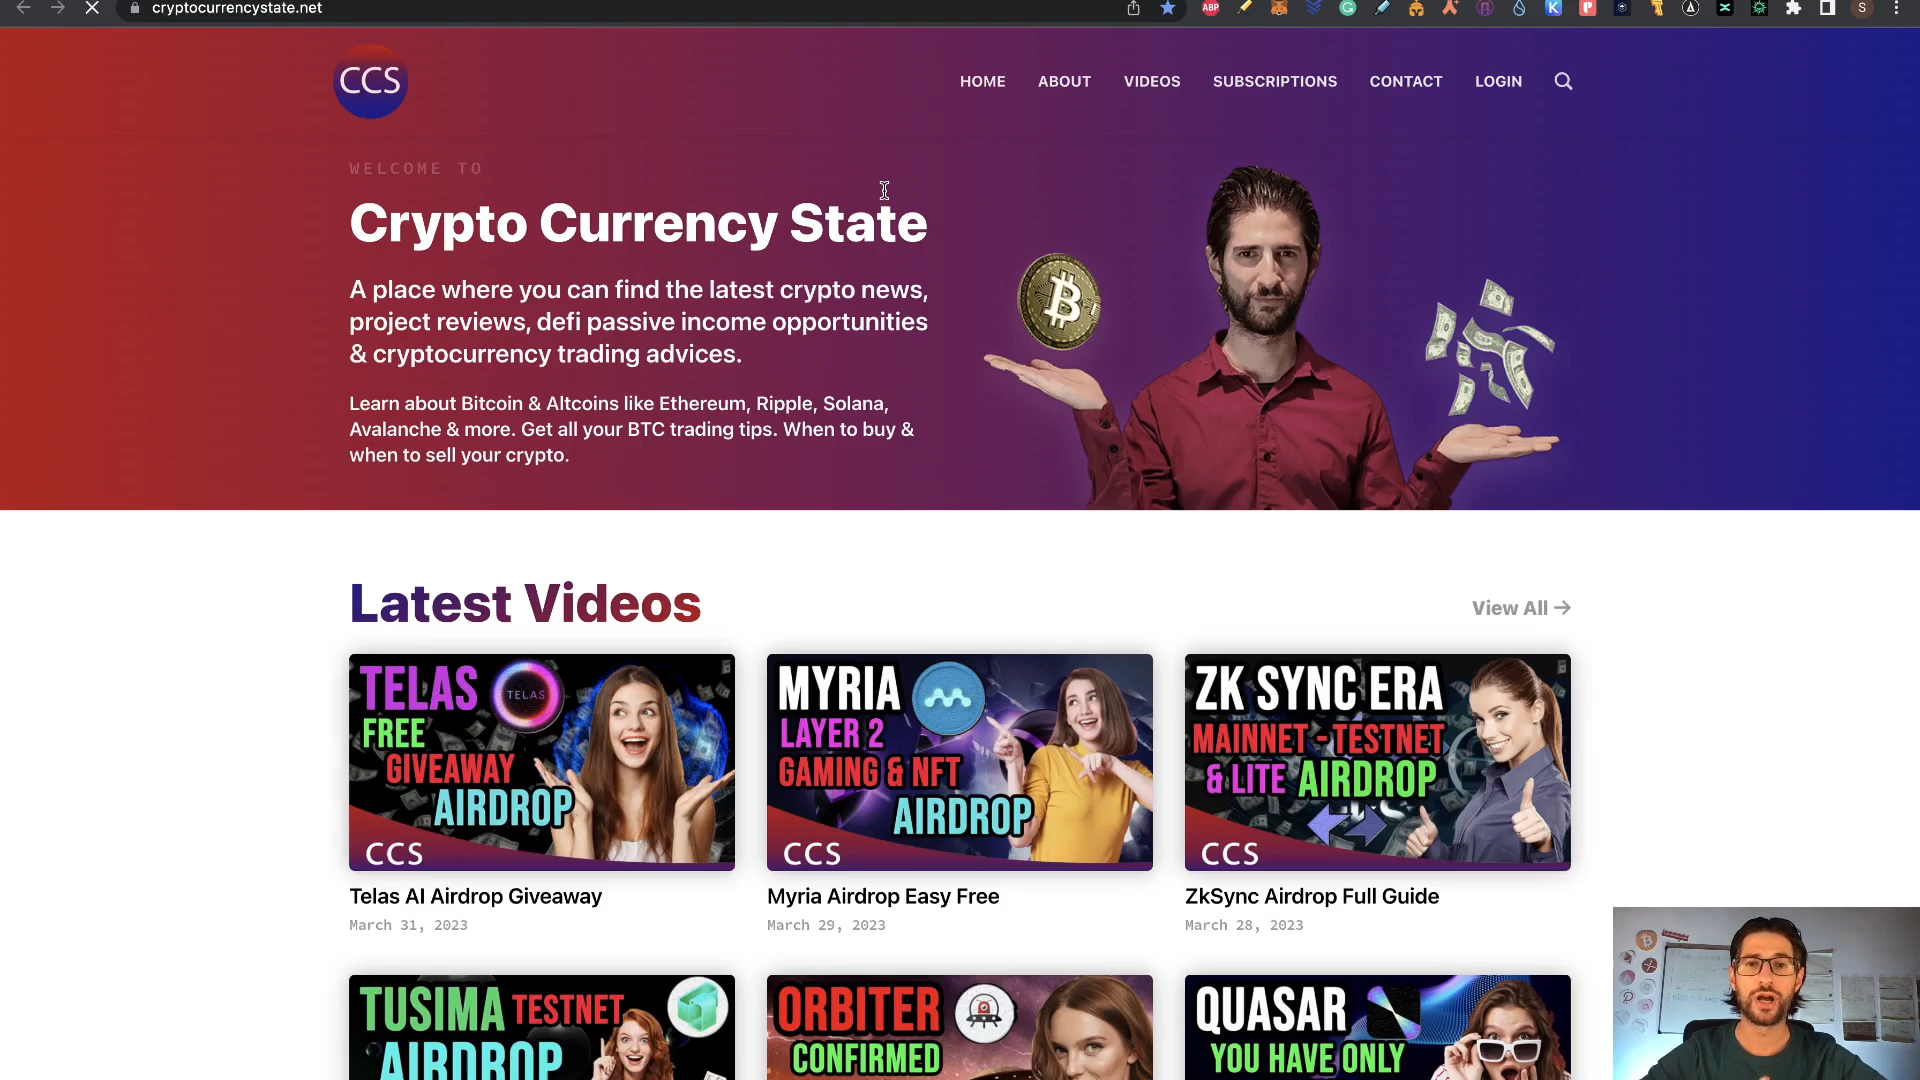 cryptocurrencystate.net
ABP
S
CCS
HOME
ABOUT
VIDEOS
SUBSCRIPTIONS
CONTACT
LOGIN
WELCOME TO
Crypto Currency State
A place where you can find the latest crypto news,
project reviews, defi passive income opportunities
& cryptocurrency trading advices.
Learn about Bitcoin & Altcoins like Ethereum, Ripple, Solana,
Avalanche & more. Get all your BTC trading tips. When to buy &
when to sell your crypto.
Latest Videos
View All →
TELAS
TELAS
FREE
GIVEAWAY
AIRDROP
CCS
MYRIA
LAYER 2
GAMING & NFT
AIRDROP
CCS
ZK SYNC ERA
MAINNET - TESTNET
& LITE AIRDROP
CCS
Telas AI Airdrop Giveaway
March 31, 2023
Myria Airdrop Easy Free
March 29, 2023
ZkSync Airdrop Full Guide
March 28, 2023
TUSIMA TESTNET
AIRDROP
ORBITER
CONFIRMED
QUASAR
YOU HAVE ONLY